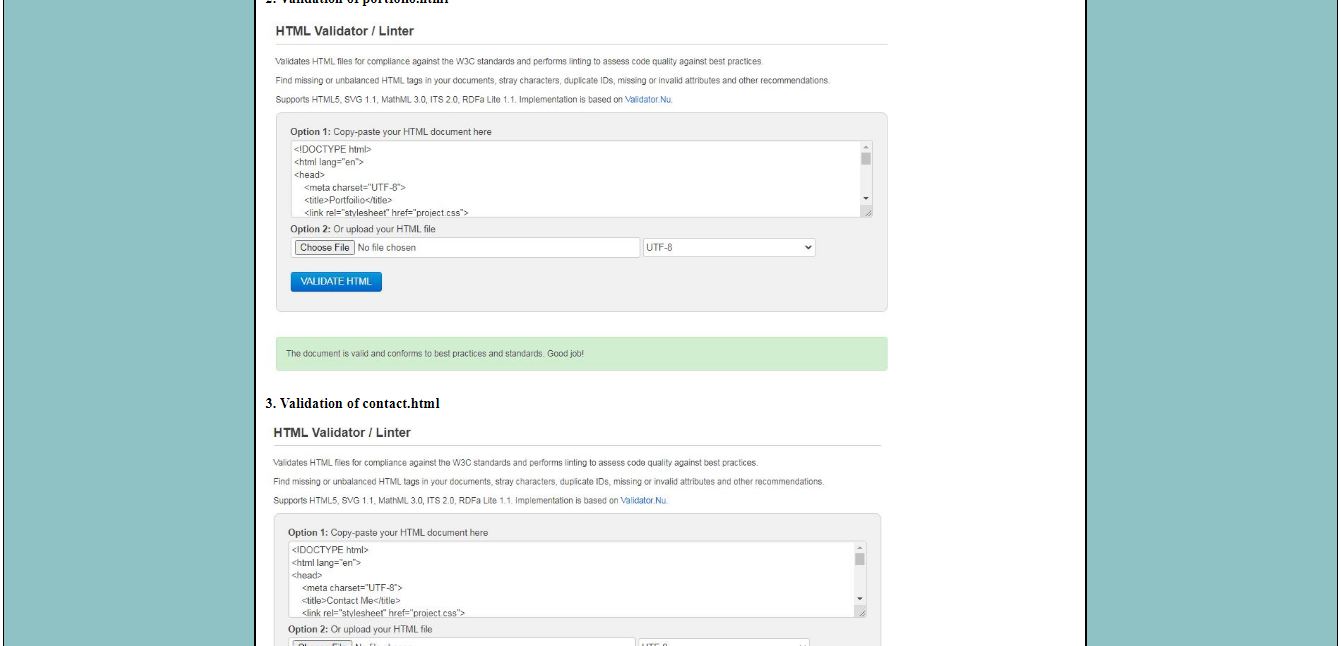 2. Validation of portfolio.html
HTML Validator / Linter
Validates HTML files for compliance against the W3C standards and performs linting to assess code quality against best practices.
Find missing or unbalanced HTML tags in your documents, stray characters, duplicate IDs, missing or invalid attributes and other recommendations.
Supports HTML5, SVG 1.1, MathML 3.0, ITS 2.0, RDFa Lite 1.1. Implementation is based on Validator.Nu.
Option 1: Copy-paste your HTML document here
<!DOCTYPE html>
<html lang="en">
<head>
<meta charset="UTF-8">
<title>Portfoilio</title>
<link rel="stylesheet" href="project.css">
Option 2: Or upload your HTML file
Choose File No file chosen UTF-8
VALIDATE HTML
The document is valid and conforms to best practices and standards. Good job!
3. Validation of contact.html
HTML Validator / Linter
Validates HTML files for compliance against the W3C standards and performs linting to assess code quality against best practices.
Find missing or unbalanced HTML tags in your documents, stray characters, duplicate IDs, missing or invalid attributes and other recommendations.
Supports HTML5, SVG 1.1, MathML 3.0, ITS 2.0, RDFa Lite 1.1. Implementation is based on Validator.Nu.
Option 1: Copy-paste your HTML document here
<!DOCTYPE html>
<html lang="en">
<head>
<meta charset="UTF-8">
<title>Contact Me</title>
<link rel="stylesheet" href="project.css">
Option 2: Or upload your HTML file
Choose File No file chosen UTF-8